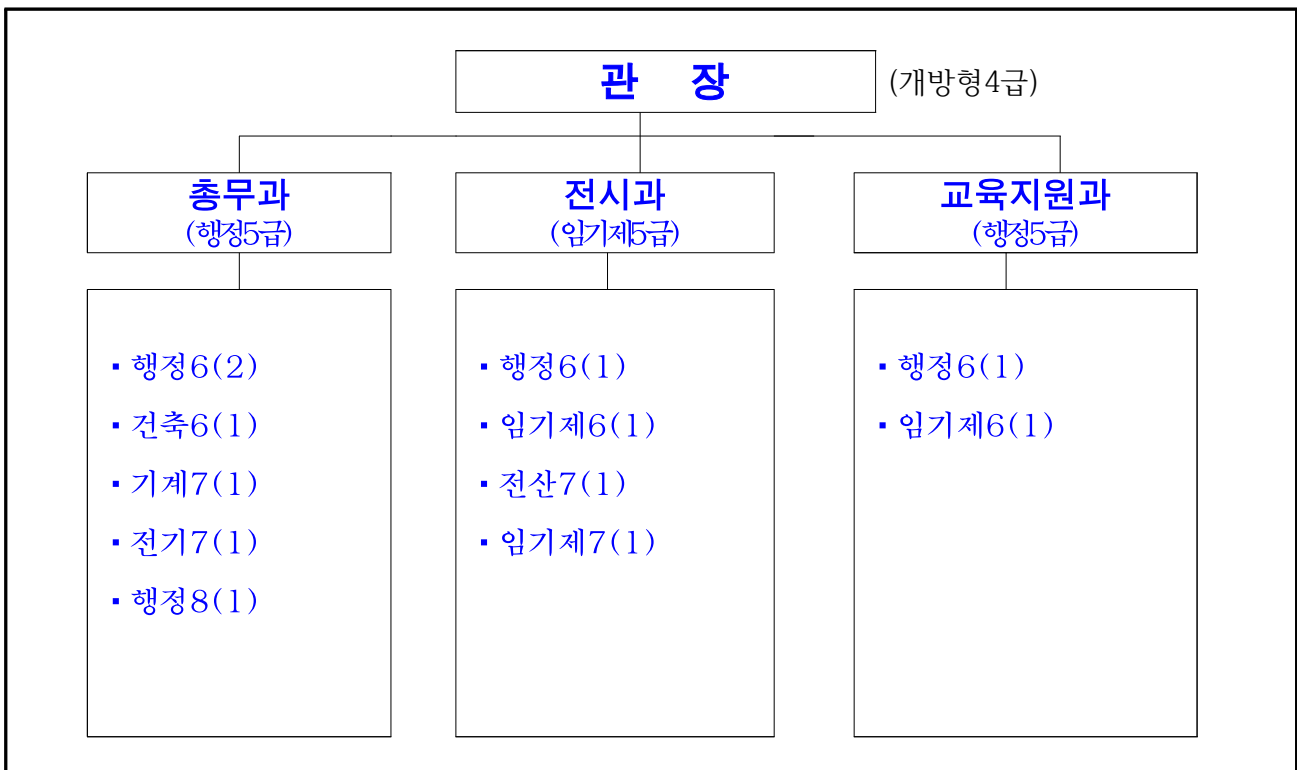 관 장 (개방형4급)
총무과
(행정5급)
전시과
(임기제5급)
교육지원과
(행정5급)
▪행정6(2)
▪건축6(1)
▪기계7(1)
▪전기7(1)
▪행정8(1)
▪행정6(1)
▪임기제6(1)
▪전산7(1)
▪임기제7(1)
▪행정6(1)
▪임기제6(1)